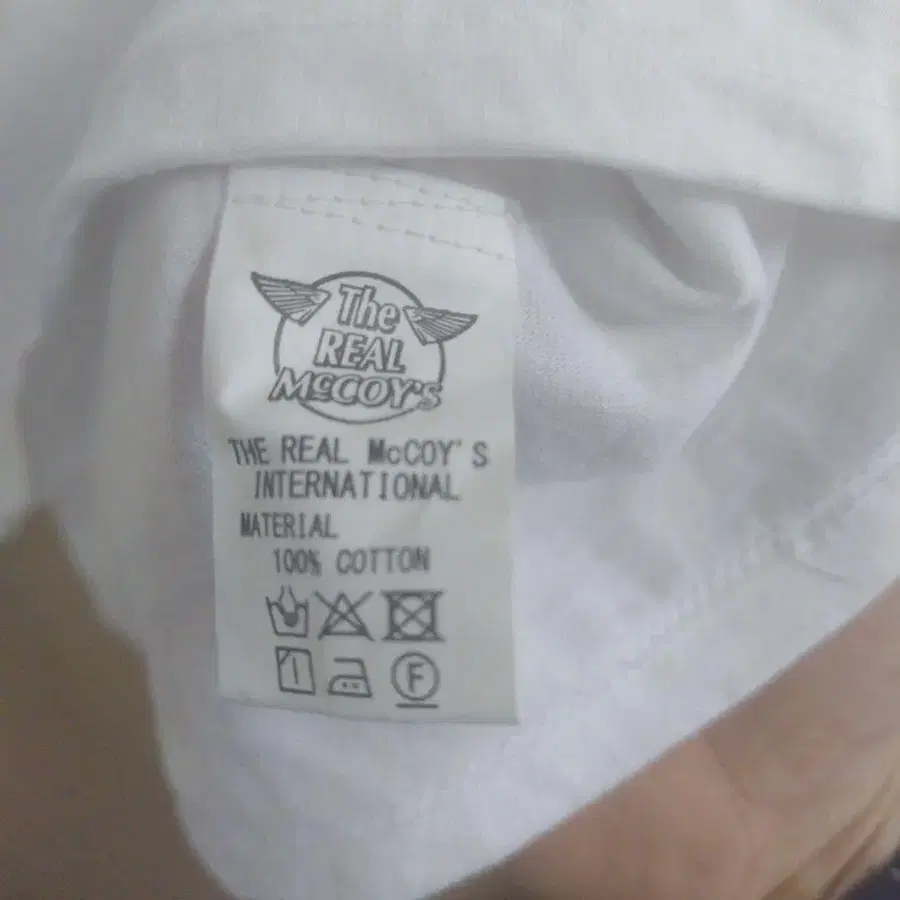 The
REAL
McCOY'S
THE REAL McCOY'S
INTERNATIONAL
MATERIAL
100% COTTON
F